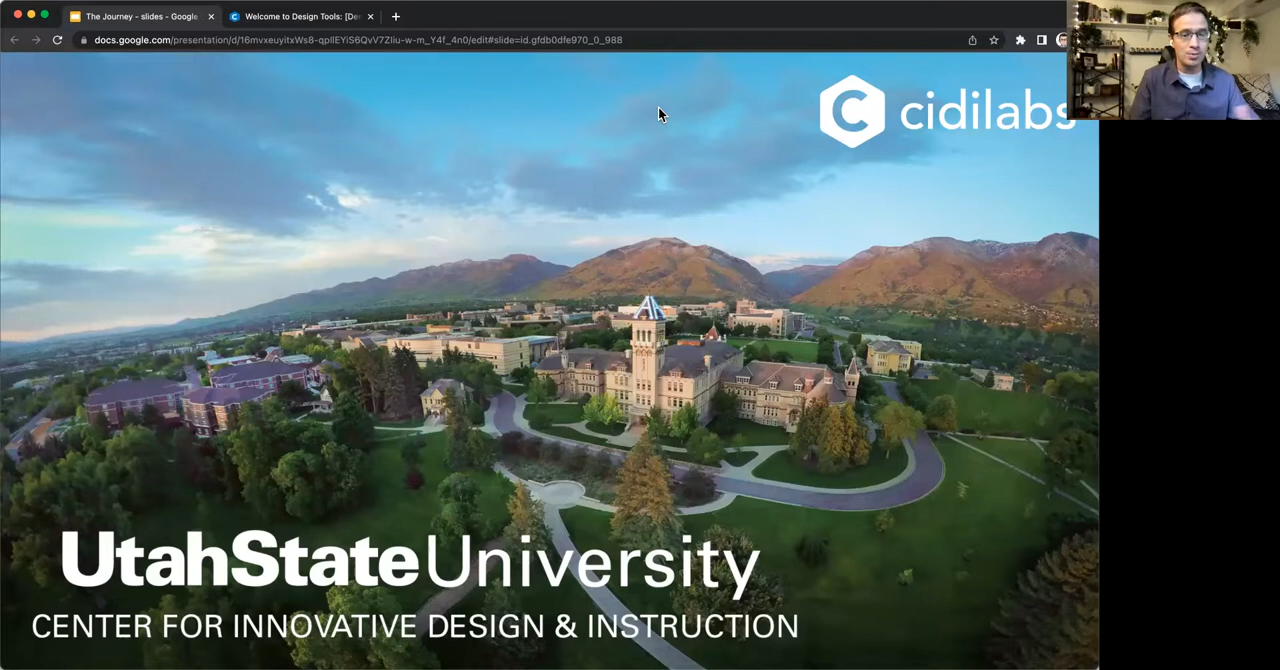 The Journey - slides - Google
Welcome to Design Tools: [Der
docs.google.com/presentation/d/16mvxeuyitxWs8-qpllEYiS6QvV7Zliu-w-m_Y4f_4n0/edit#slide=id.gfdb0dfe970_0_988
cidilabs
UtahStateUniversity
CENTER FOR INNOVATIVE DESIGN & INSTRUCTION